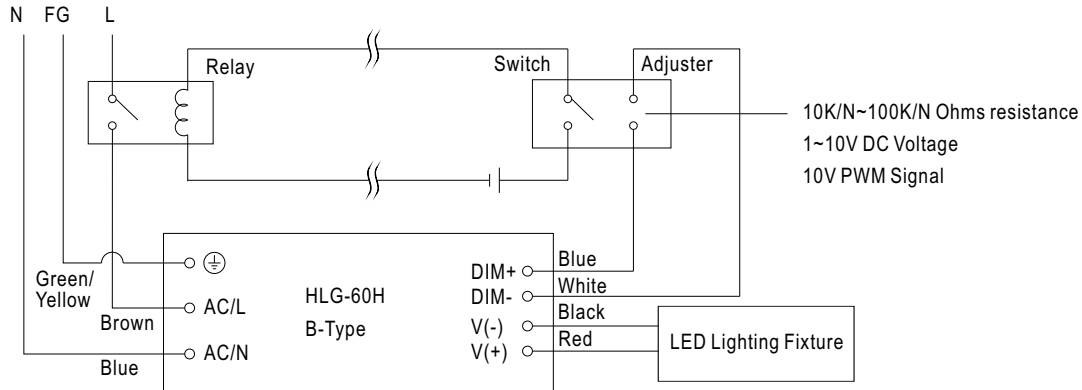 N FG L
Relay
Switch
Adjuster
10K/N~100K/N Ohms resistance
1~10V DC Voltage
10V PWM Signal
Green/
Yellow
Brown
Blue
AC/L
AC/N
HLG-60H
B-Type
DIM+
DIM-
V(-)
V(+)
Blue
White
Black
Red
LED Lighting Fixture